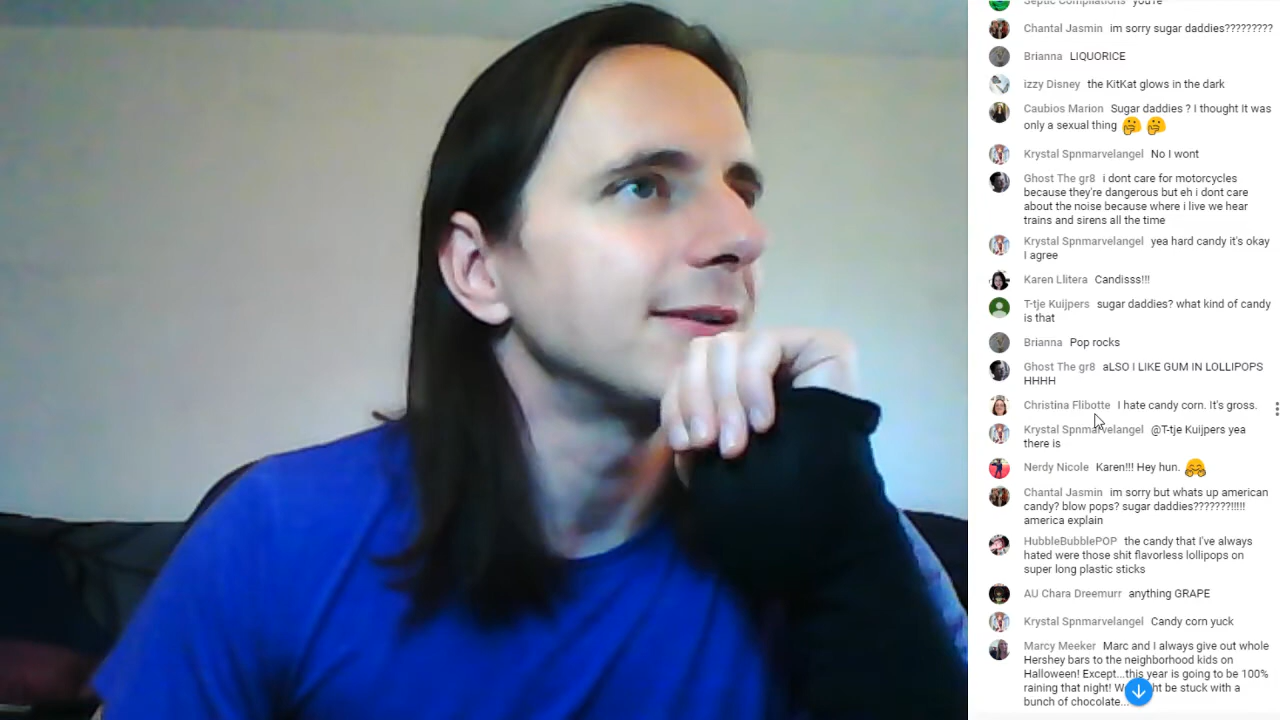 Septic Compilations you're
Chantal Jasmin im sorry sugar daddies?????????
Brianna LIQUORICE
izzy Disney the KitKat glows in the dark
Caubios Marion Sugar daddies ? I thought It was
only a sexual thing
Krystal Spnmarvelangel No I wont
Ghost The gr8 i dont care for motorcycles
because they're dangerous but eh i dont care
about the noise because where i live we hear
trains and sirens all the time
Krystal Spnmarvelangel yea hard candy it's okay
I agree
Karen Llitera Candisss!!!
T-tje Kuijpers sugar daddies? what kind of candy
is that
Brianna Pop rocks
Ghost The gr8 aLSO I LIKE GUM IN LOLLIPOPS
HHHH
Christina Flibotte I hate candy corn. It's gross.
Krystal Spnmarvelangel @T-tje Kuijpers yea
there is
Nerdy Nicole Karen!!! Hey hun.
Chantal Jasmin im sorry but whats up american
candy? blow pops? sugar daddies???????!!!!!
america explain
HubbleBubblePOP the candy that I've always
hated were those shit flavorless lollipops on
super long plastic sticks
AU Chara Dreemurr anything GRAPE
Krystal Spnmarvelangel Candy corn yuck
Marcy Meeker Marc and I always give out whole
Hershey bars to the neighborhood kids on
Halloween! Except...this year is going to be 100%
raining that night! be stuck with a
bunch of chocolate...